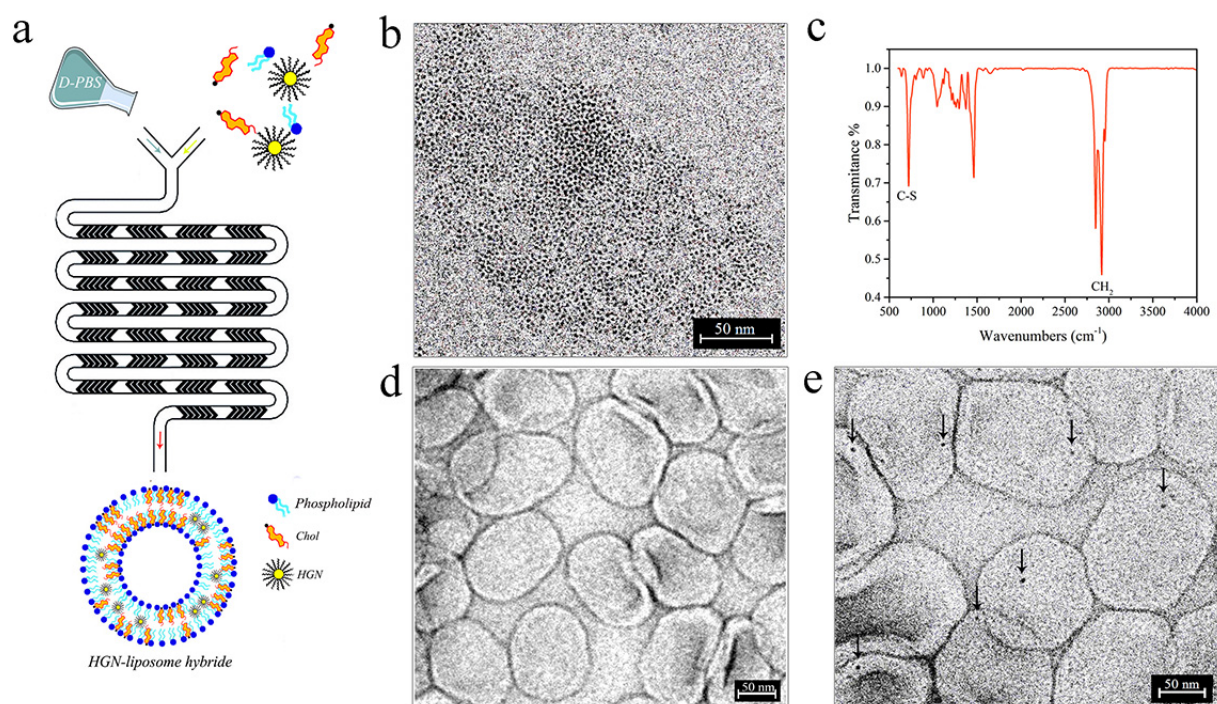 a
D-PBS
Phospholipid
Chol
HGN
HGN-liposome hybride
b
50 nm
c
Transmitance %
1.0
0.9
0.8
0.7
0.6
0.5
0.4
C-S
CH₂
500 1000 1500 2000 2500 3000 3500 4000
Wavenumbers (cm⁻¹)
d
50 nm
e
50 nm